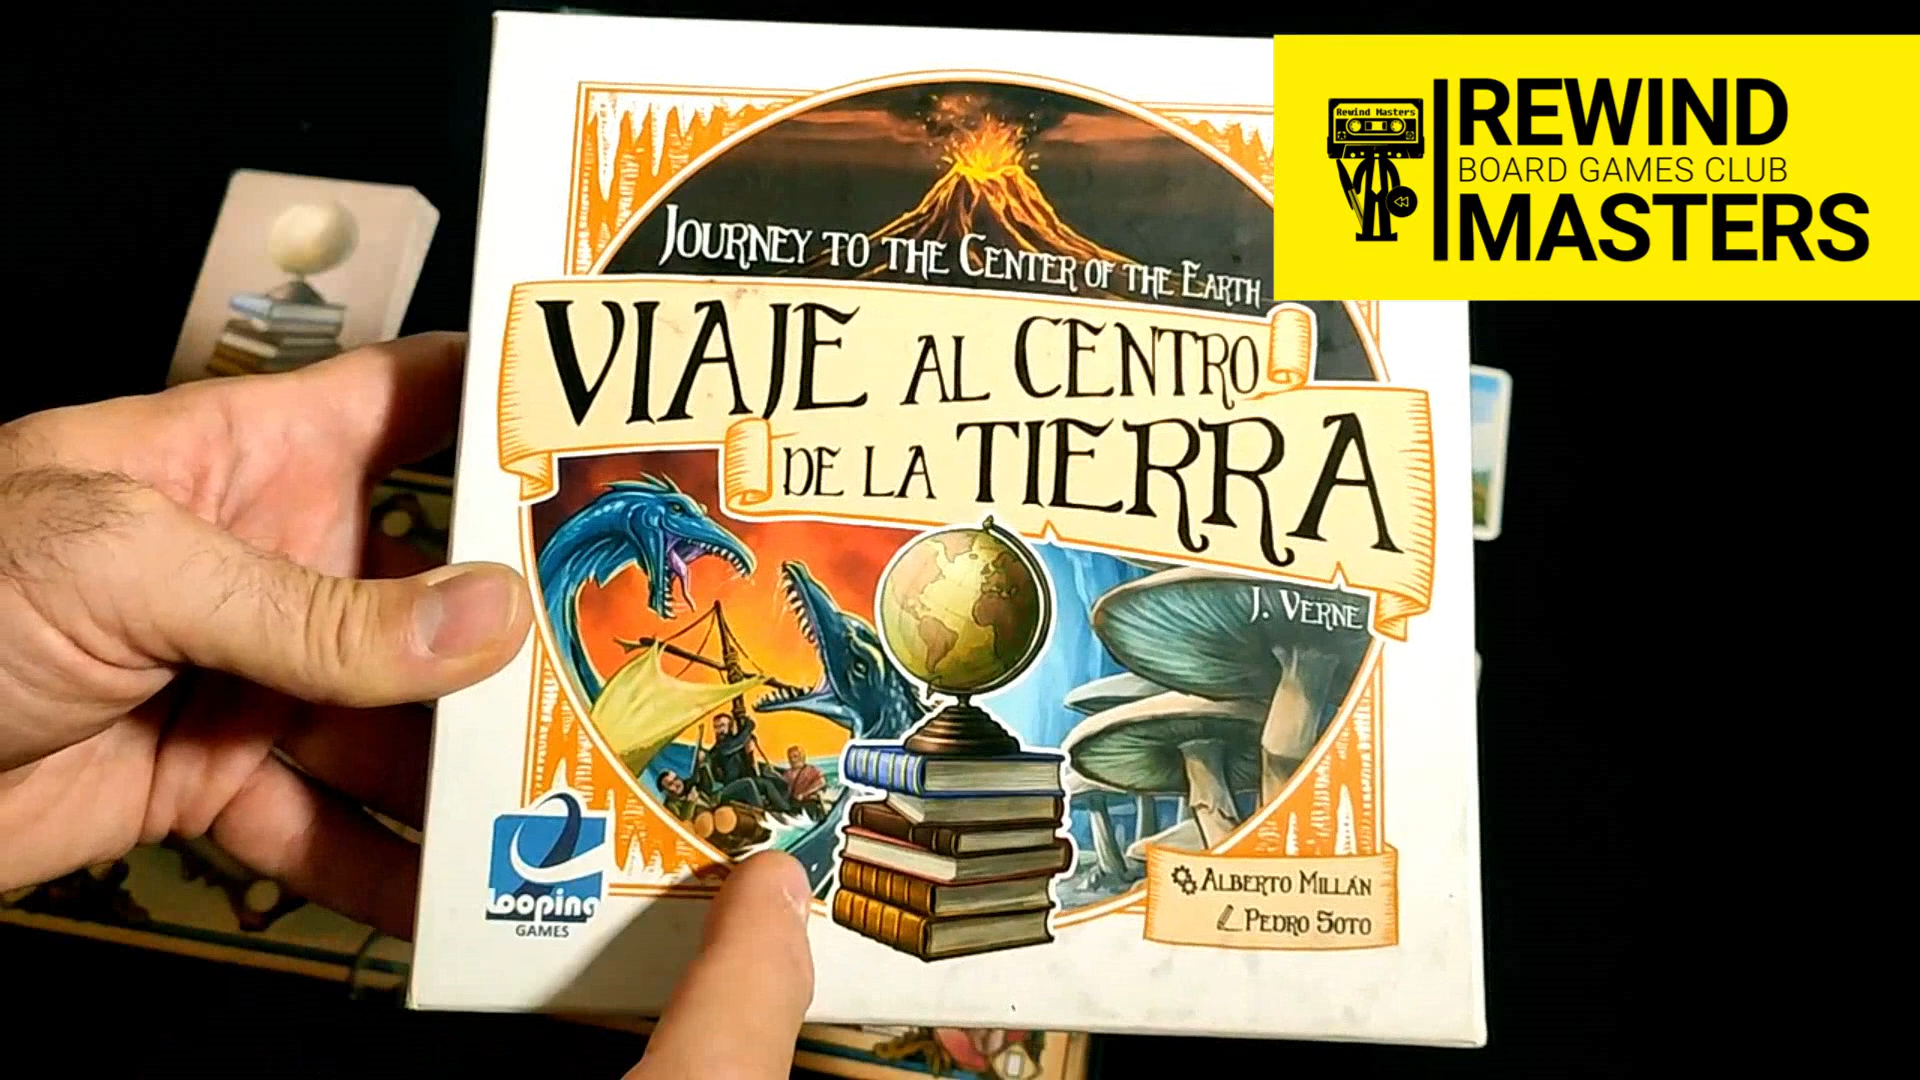 Rewind Masters
REWIND
BOARD GAMES CLUB
MASTERS
JOURNEY TO THE CENTER OF THE EARTH
VIAJE AL CENTRO
DE LA TIERRA
J. VERNE
Looping
GAMES
ALBERTO MILLÁN
PEDRO SOTO